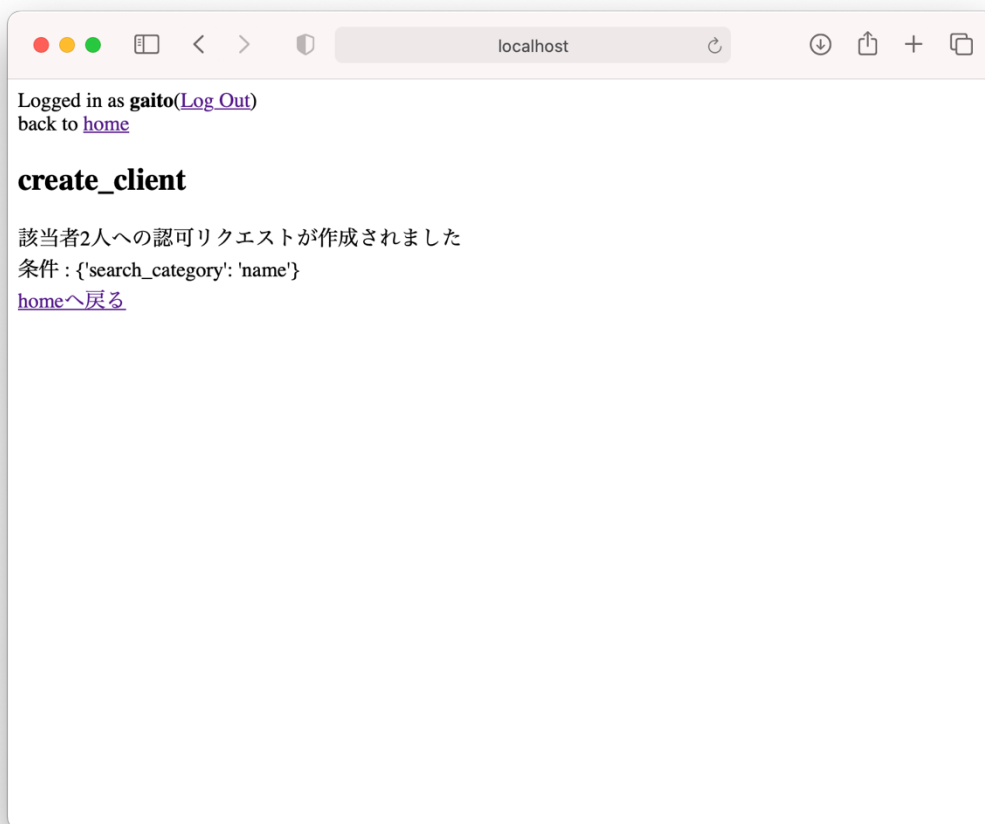 localhost
Logged in as gaito(Log Out)
back to home
create_client
該当者2人への認可リクエストが作成されました
条件 : {'search_category': 'name'}
homeへ戻る